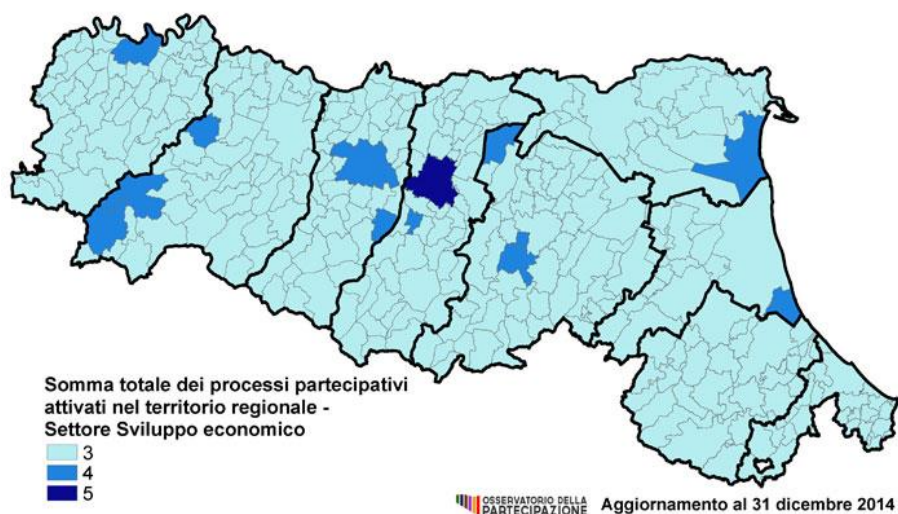 Somma totale dei processi partecipativi
attivati nel territorio regionale -
Settore Sviluppo economico
3
4
5
OSSERVATORIO DELLA
PARTECIPAZIONE
Aggiornamento al 31 dicembre 2014